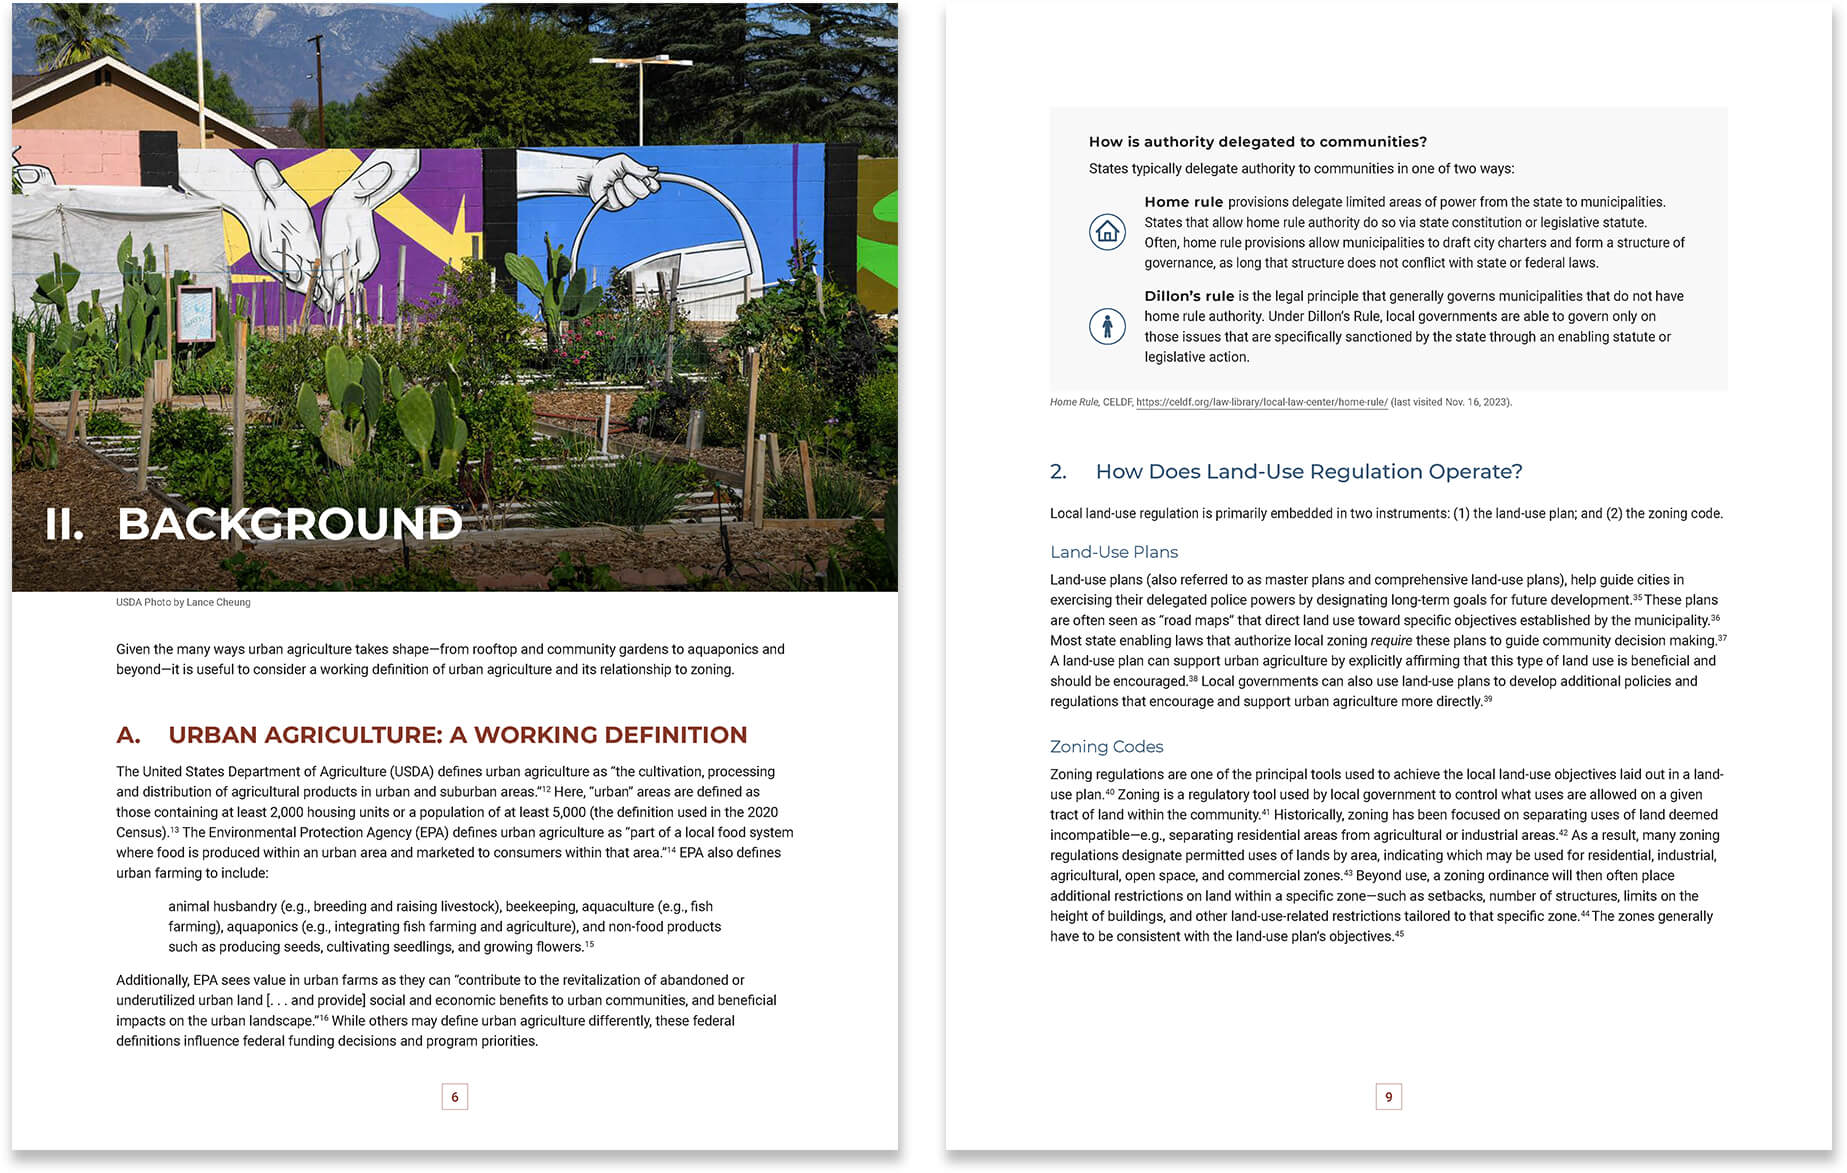 II. BACKGROUND
USDA Photo by Lance Cheung
Given the many ways urban agriculture takes shape—from rooftop and community gardens to aquaponics and
beyond—it is useful to consider a working definition of urban agriculture and its relationship to zoning.
A. URBAN AGRICULTURE: A WORKING DEFINITION
The United States Department of Agriculture (USDA) defines urban agriculture as “the cultivation, processing
and distribution of agricultural products in urban and suburban areas.”¹² Here, “urban” areas are defined as
those containing at least 2,000 housing units or a population of at least 5,000 (the definition used in the 2020
Census).¹³ The Environmental Protection Agency (EPA) defines urban agriculture as “part of a local food system
where food is produced within an urban area and marketed to consumers within that area.”¹⁴ EPA also defines
urban farming to include:
animal husbandry (e.g., breeding and raising livestock), beekeeping, aquaculture (e.g., fish
farming), aquaponics (e.g., integrating fish farming and agriculture), and non-food products
such as producing seeds, cultivating seedlings, and growing flowers.¹⁵
Additionally, EPA sees value in urban farms as they can “contribute to the revitalization of abandoned or
underutilized urban land [. . . and provide] social and economic benefits to urban communities, and beneficial
impacts on the urban landscape.”¹⁶ While others may define urban agriculture differently, these federal
definitions influence federal funding decisions and program priorities.
6
How is authority delegated to communities?
States typically delegate authority to communities in one of two ways:
Home rule provisions delegate limited areas of power from the state to municipalities.
States that allow home rule authority do so via state constitution or legislative statute.
Often, home rule provisions allow municipalities to draft city charters and form a structure of
governance, as long that structure does not conflict with state or federal laws.
Dillon’s rule is the legal principle that generally governs municipalities that do not have
home rule authority. Under Dillon’s Rule, local governments are able to govern only on
those issues that are specifically sanctioned by the state through an enabling statute or
legislative action.
Home Rule, CELDF, https://celdf.org/law-library/local-law-center/home-rule/ (last visited Nov. 16, 2023).
2. How Does Land-Use Regulation Operate?
Local land-use regulation is primarily embedded in two instruments: (1) the land-use plan; and (2) the zoning code.
Land-Use Plans
Land-use plans (also referred to as master plans and comprehensive land-use plans), help guide cities in
exercising their delegated police powers by designating long-term goals for future development.³⁵ These plans
are often seen as “road maps” that direct land use toward specific objectives established by the municipality.³⁶
Most state enabling laws that authorize local zoning require these plans to guide community decision making.³⁷
A land-use plan can support urban agriculture by explicitly affirming that this type of land use is beneficial and
should be encouraged.³⁸ Local governments can also use land-use plans to develop additional policies and
regulations that encourage and support urban agriculture more directly.³⁹
Zoning Codes
Zoning regulations are one of the principal tools used to achieve the local land-use objectives laid out in a land-
use plan.⁴⁰ Zoning is a regulatory tool used by local government to control what uses are allowed on a given
tract of land within the community.⁴¹ Historically, zoning has been focused on separating uses of land deemed
incompatible—e.g., separating residential areas from agricultural or industrial areas.⁴² As a result, many zoning
regulations designate permitted uses of lands by area, indicating which may be used for residential, industrial,
agricultural, open space, and commercial zones.⁴³ Beyond use, a zoning ordinance will then often place
additional restrictions on land within a specific zone—such as setbacks, number of structures, limits on the
height of buildings, and other land-use-related restrictions tailored to that specific zone.⁴⁴ The zones generally
have to be consistent with the land-use plan’s objectives.⁴⁵
9